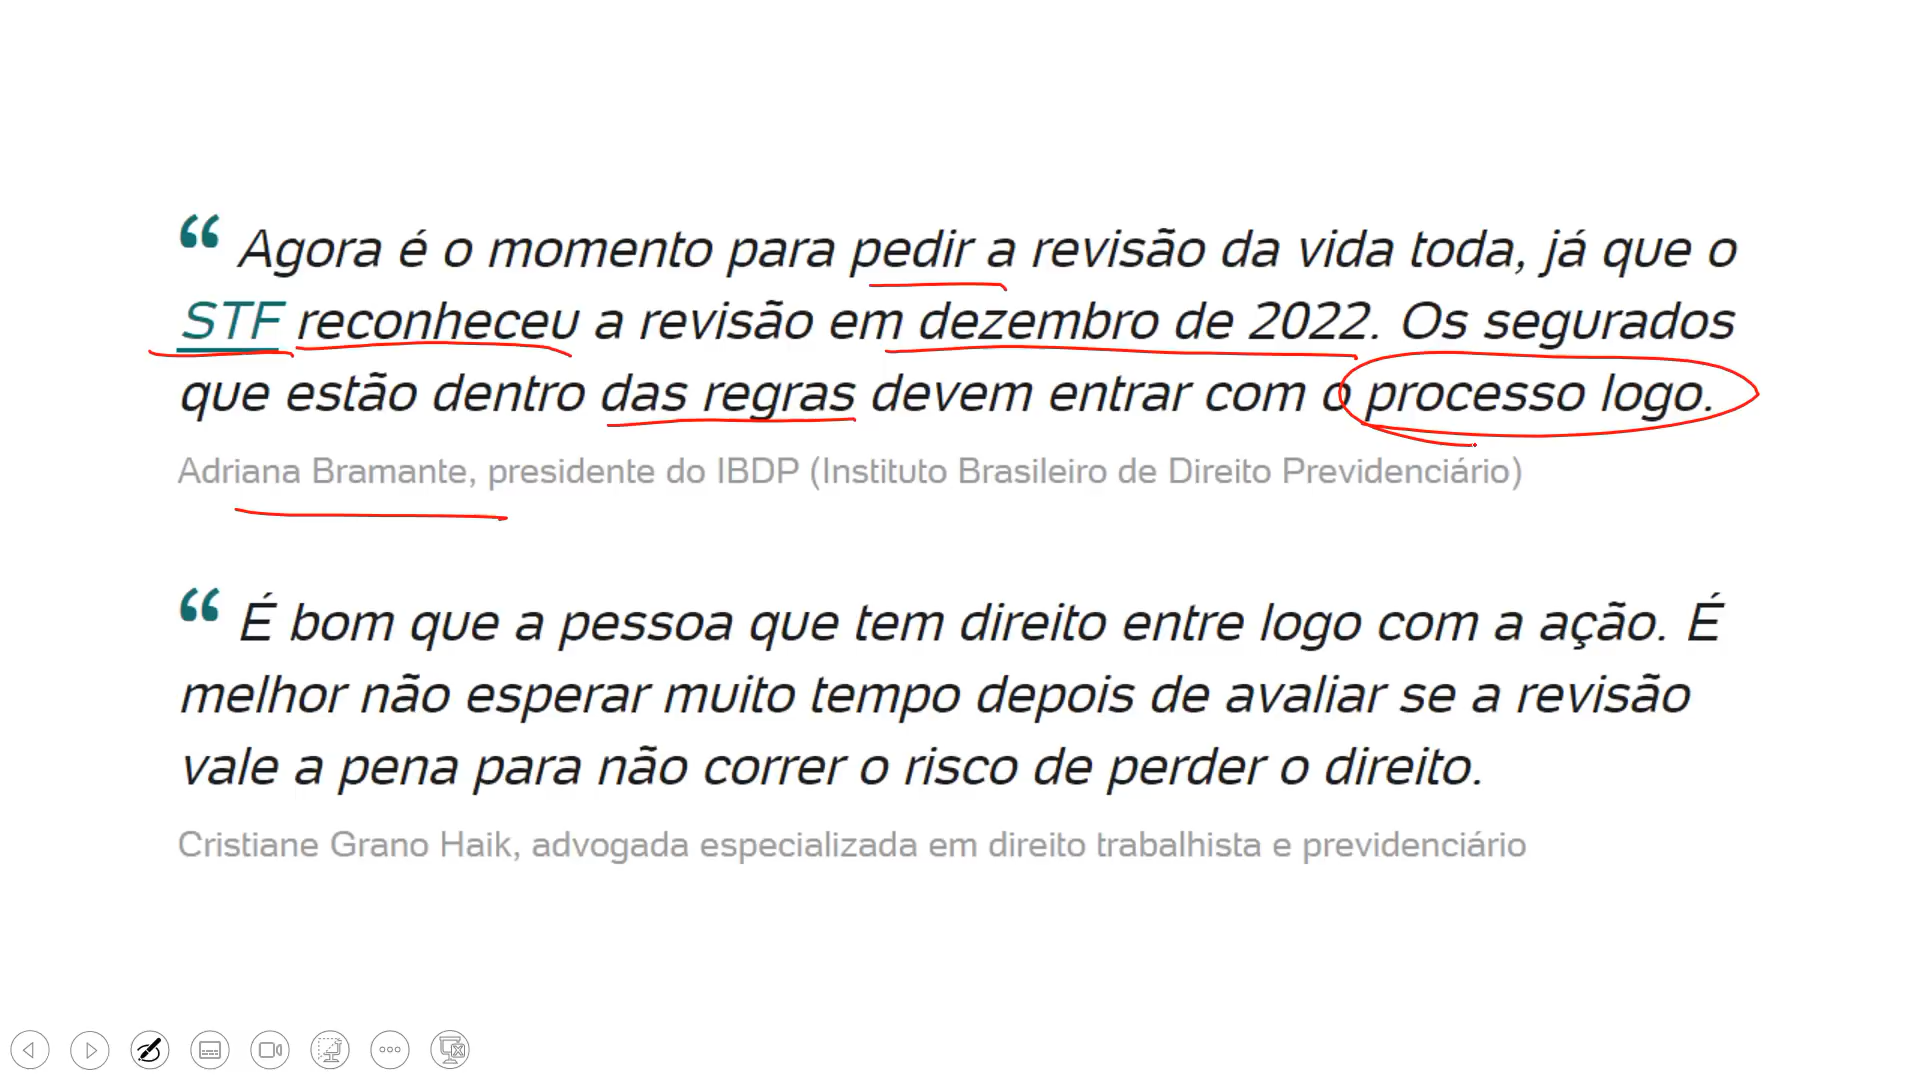 “ Agora é o momento para pedir a revisão da vida toda, já que o
STF reconheceu a revisão em dezembro de 2022. Os segurados
que estão dentro das regras devem entrar com o processo logo.
Adriana Bramante, presidente do IBDP (Instituto Brasileiro de Direito Previdenciário)
“ É bom que a pessoa que tem direito entre logo com a ação. É
melhor não esperar muito tempo depois de avaliar se a revisão
vale a pena para não correr o risco de perder o direito.
Cristiane Grano Haik, advogada especializada em direito trabalhista e previdenciário